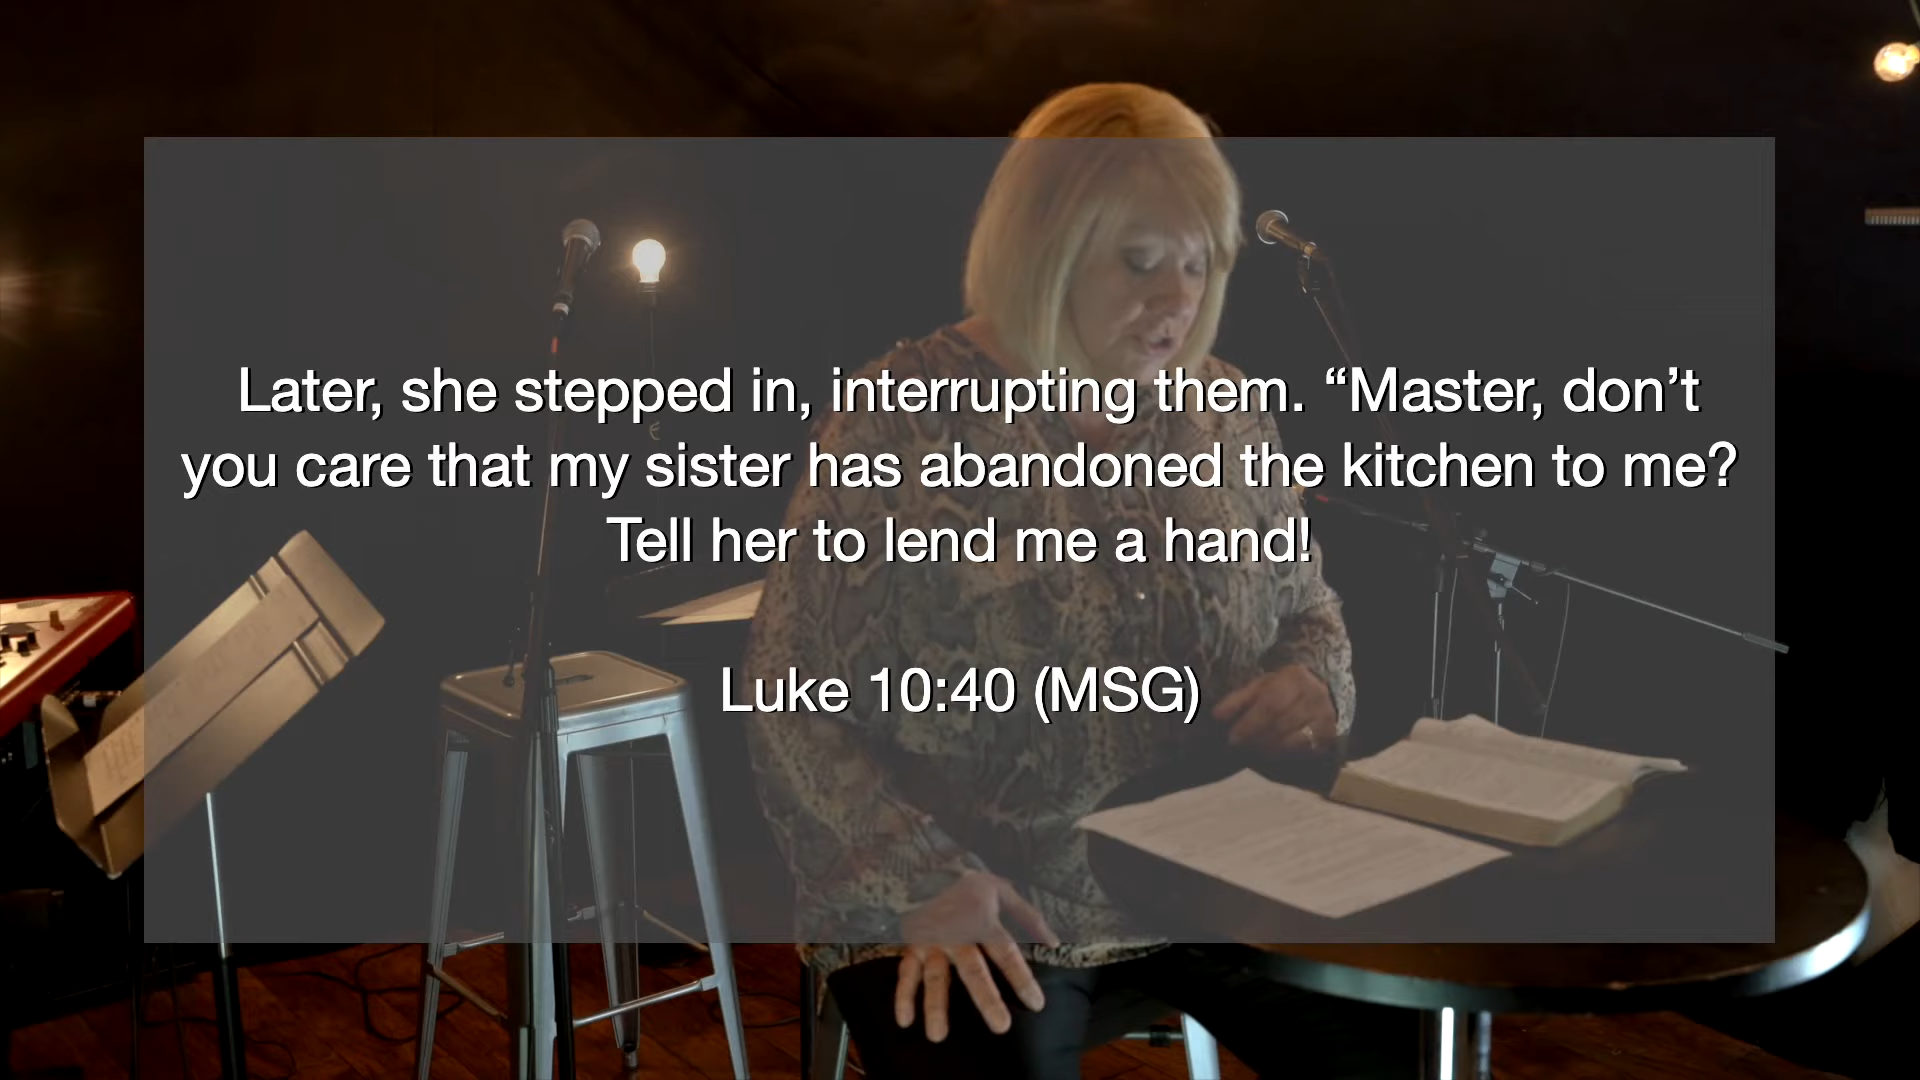 Later, she stepped in, interrupting them. “Master, don’t
you care that my sister has abandoned the kitchen to me?
Tell her to lend me a hand!
Luke 10:40 (MSG)